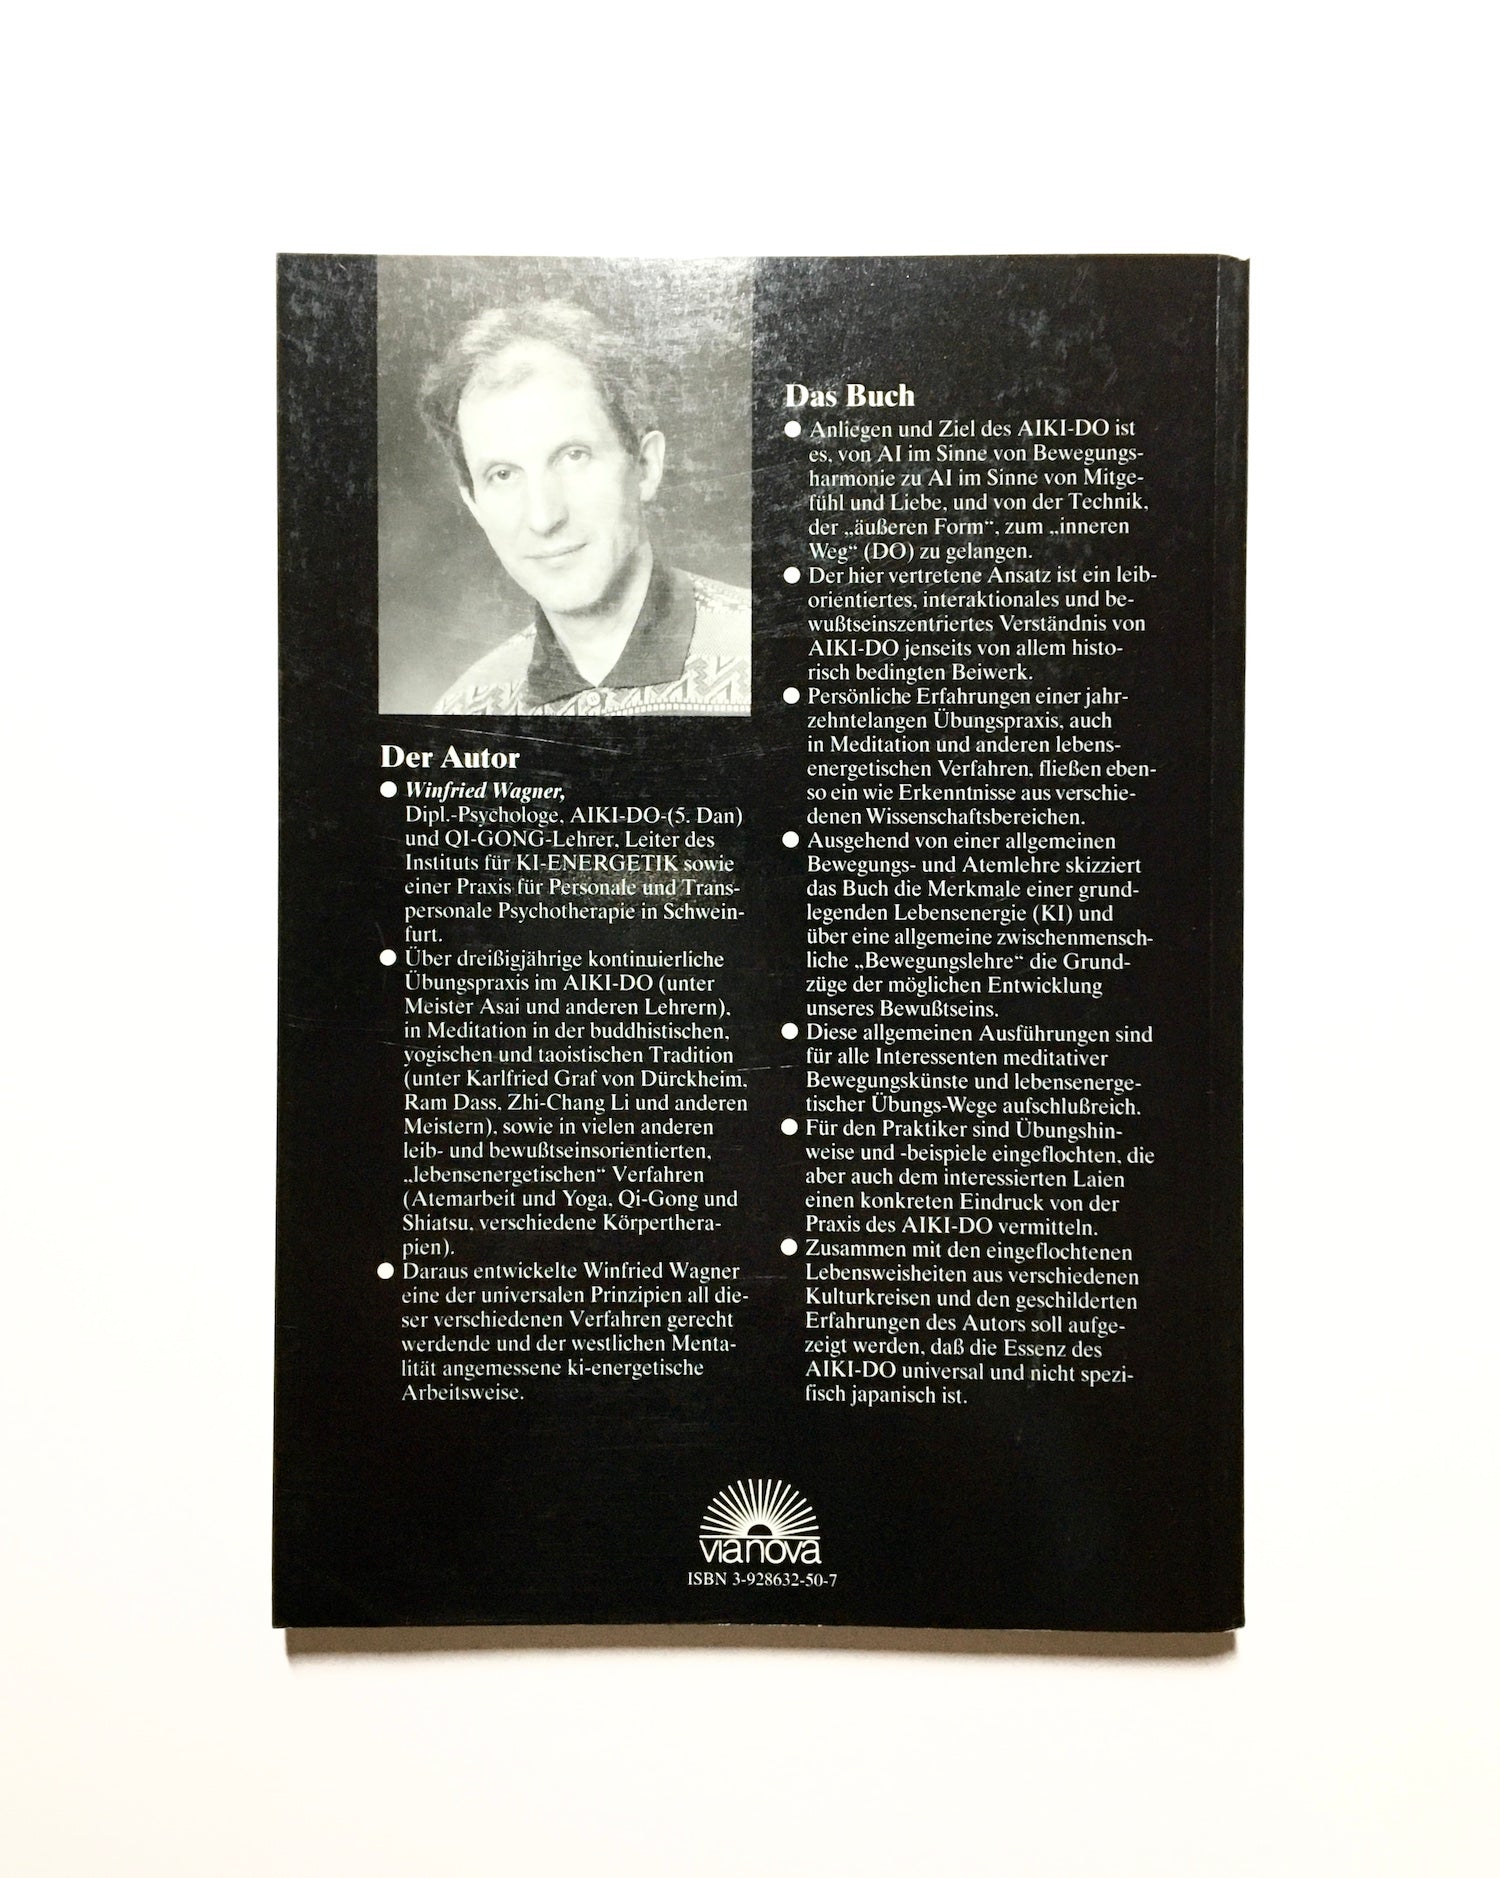 Der Autor
● Winfried Wagner,
Dipl.-Psychologe, AIKI-DO-(5. Dan)
und QI-GONG-Lehrer, Leiter des
Instituts für KI-ENERGETIK sowie
einer Praxis für Personale und Trans-
personale Psychotherapie in Schwein-
furt.
● Über dreißigjährige kontinuierliche
Übungspraxis im AIKI-DO (unter
Meister Asai und anderen Lehrern),
in Meditation in der buddhistischen,
yogischen und taoistischen Tradition
(unter Karlfried Graf von Dürckheim,
Ram Dass, Zhi-Chang Li und anderen
Meistern), sowie in vielen anderen
leib- und bewußtseinsorientierten,
„lebensenergetischen“ Verfahren
(Atemarbeit und Yoga, Qi-Gong und
Shiatsu, verschiedene Körperthera-
pien).
● Daraus entwickelte Winfried Wagner
eine der universalen Prinzipien all die-
ser verschiedenen Verfahren gerecht
werdende und der westlichen Menta-
lität angemessene ki-energetische
Arbeitsweise.
Das Buch
● Anliegen und Ziel des AIKI-DO ist
es, von AI im Sinne von Bewegungs-
harmonie zu AI im Sinne von Mitge-
fühl und Liebe, und von der Technik,
der „äußeren Form“, zum „inneren
Weg“ (DO) zu gelangen.
● Der hier vertretene Ansatz ist ein leib-
orientiertes, interaktionales und be-
wußtseinszentriertes Verständnis von
AIKI-DO jenseits von allem histo-
risch bedingten Beiwerk.
● Persönliche Erfahrungen einer jahr-
zehntelangen Übungspraxis, auch
in Meditation und anderen lebens-
energetischen Verfahren, fließen eben-
so ein wie Erkenntnisse aus verschie-
denen Wissenschaftsbereichen.
● Ausgehend von einer allgemeinen
Bewegungs- und Atemlehre skizziert
das Buch die Merkmale einer grund-
legenden Lebensenergie (KI) und
über eine allgemeine zwischenmensch-
liche „Bewegungslehre“ die Grund-
züge der möglichen Entwicklung
unseres Bewußtseins.
● Diese allgemeinen Ausführungen sind
für alle Interessenten meditativer
Bewegungskünste und lebensenerge-
tischer Übungs-Wege aufschlußreich.
● Für den Praktiker sind Übungshin-
weise und -beispiele eingeflochten, die
aber auch dem interessierten Laien
einen konkreten Eindruck von der
Praxis des AIKI-DO vermitteln.
● Zusammen mit den eingeflochtenen
Lebensweisheiten aus verschiedenen
Kulturkreisen und den geschilderten
Erfahrungen des Autors soll aufge-
zeigt werden, daß die Essenz des
AIKI-DO universal und nicht spezi-
fisch japanisch ist.
vianova
ISBN 3-928632-50-7